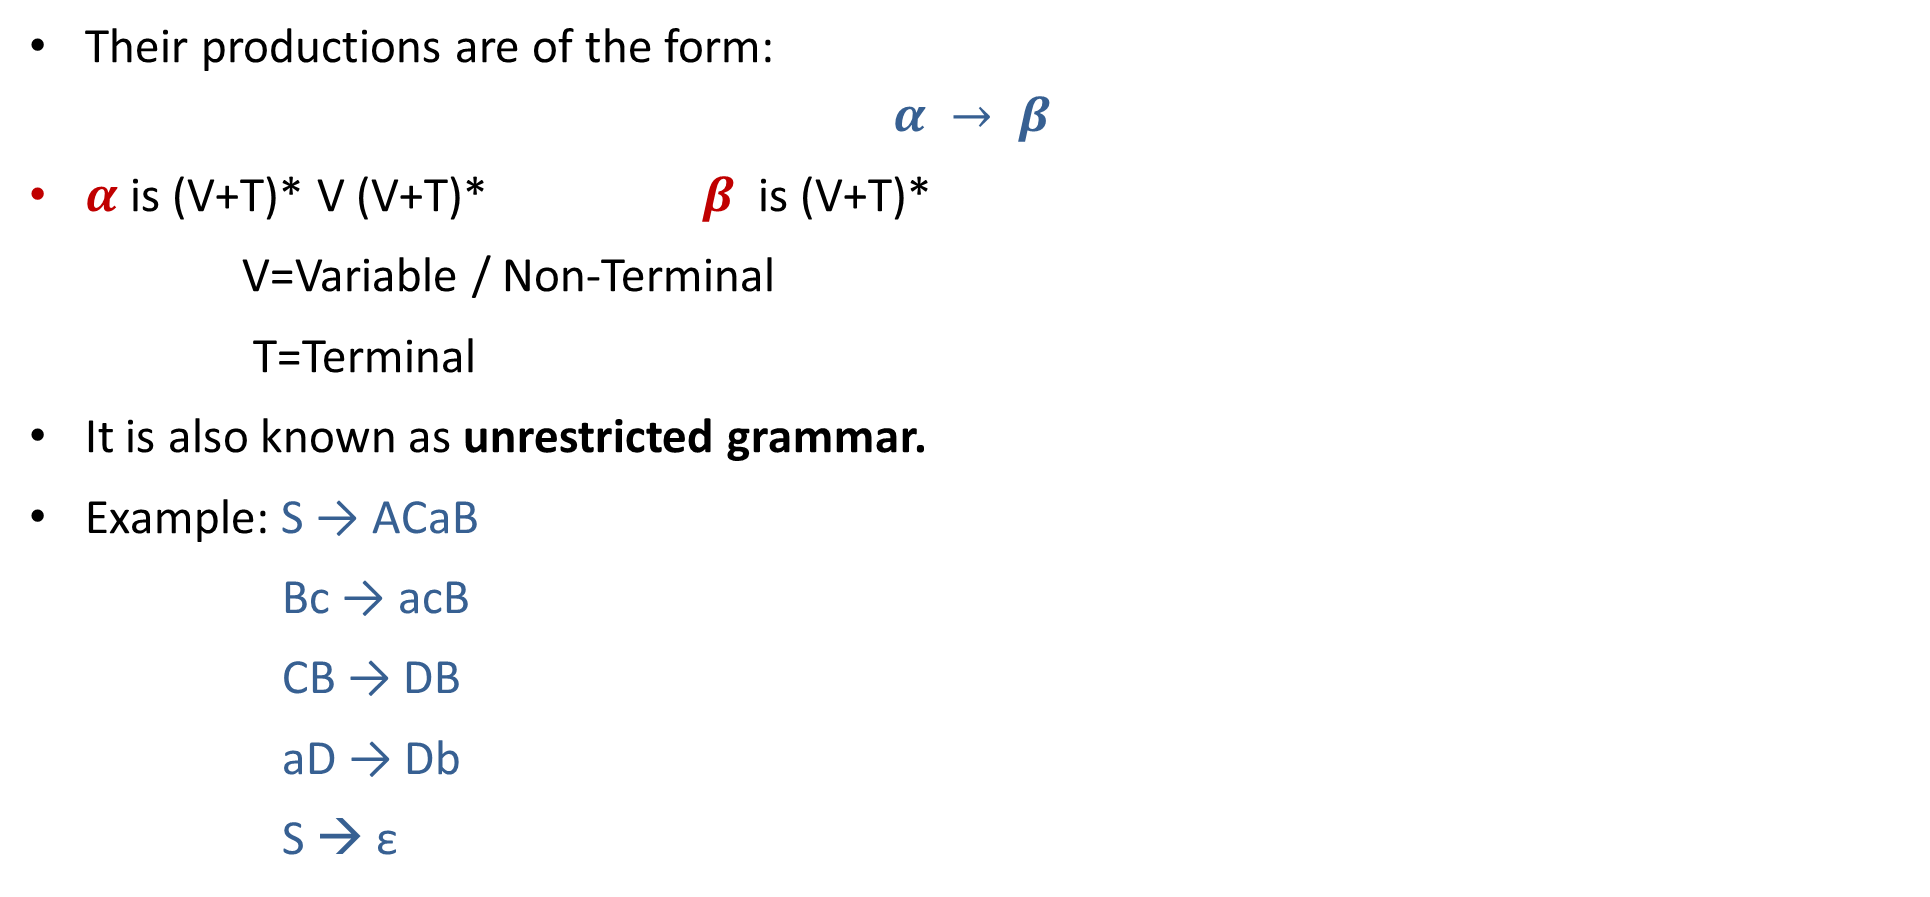 • Their productions are of the form:
α → β
• α is (V+T)* V (V+T)* β is (V+T)*
V=Variable / Non-Terminal
T=Terminal
• It is also known as unrestricted grammar.
• Example: S → ACaB
Bc → acB
CB → DB
aD → Db
S → ε